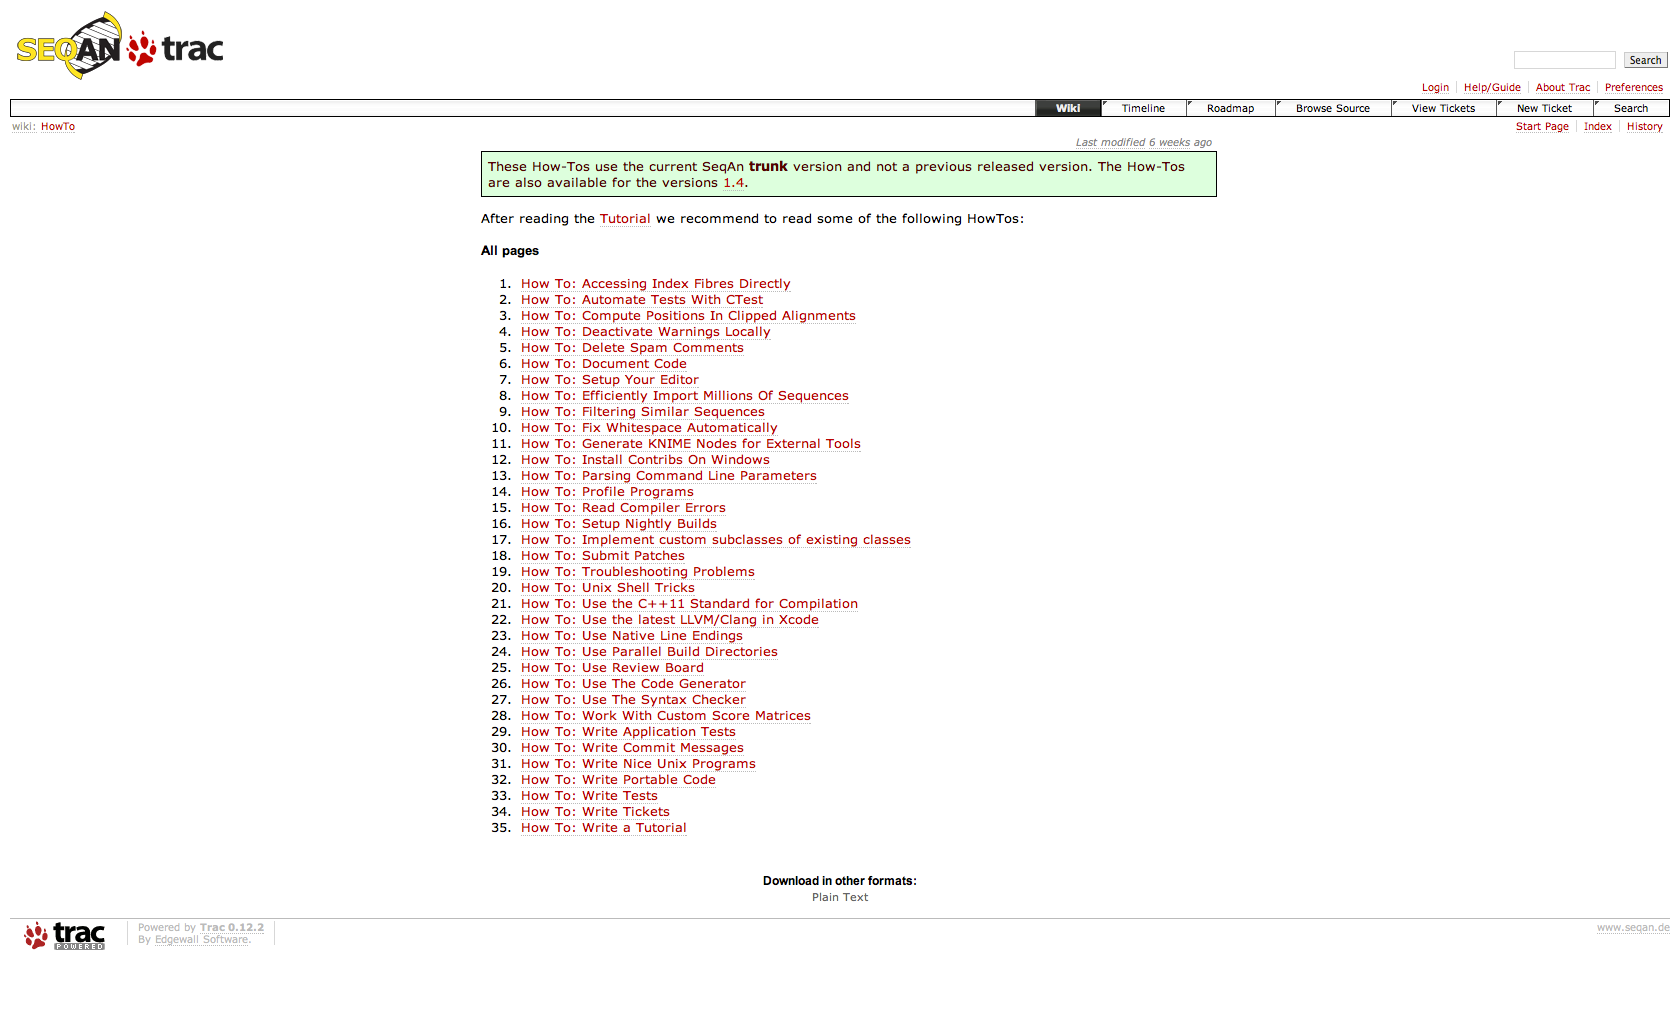 SEQAN trac
Search
Login Help/Guide About Trac Preferences
Wiki Timeline Roadmap Browse Source View Tickets New Ticket Search
wiki: HowTo
Start Page Index History
Last modified 6 weeks ago
These How-Tos use the current SeqAn trunk version and not a previous released version. The How-Tos
are also available for the versions 1.4.
After reading the Tutorial we recommend to read some of the following HowTos:
All pages
1. How To: Accessing Index Fibres Directly
2. How To: Automate Tests With CTest
3. How To: Compute Positions In Clipped Alignments
4. How To: Deactivate Warnings Locally
5. How To: Delete Spam Comments
6. How To: Document Code
7. How To: Setup Your Editor
8. How To: Efficiently Import Millions Of Sequences
9. How To: Filtering Similar Sequences
10. How To: Fix Whitespace Automatically
11. How To: Generate KNIME Nodes for External Tools
12. How To: Install Contribs On Windows
13. How To: Parsing Command Line Parameters
14. How To: Profile Programs
15. How To: Read Compiler Errors
16. How To: Setup Nightly Builds
17. How To: Implement custom subclasses of existing classes
18. How To: Submit Patches
19. How To: Troubleshooting Problems
20. How To: Unix Shell Tricks
21. How To: Use the C++11 Standard for Compilation
22. How To: Use the latest LLVM/Clang in Xcode
23. How To: Use Native Line Endings
24. How To: Use Parallel Build Directories
25. How To: Use Review Board
26. How To: Use The Code Generator
27. How To: Use The Syntax Checker
28. How To: Work With Custom Score Matrices
29. How To: Write Application Tests
30. How To: Write Commit Messages
31. How To: Write Nice Unix Programs
32. How To: Write Portable Code
33. How To: Write Tests
34. How To: Write Tickets
35. How To: Write a Tutorial
Download in other formats:
Plain Text
trac POWERED
Powered by Trac 0.12.2
By Edgewall Software.
www.seqan.de